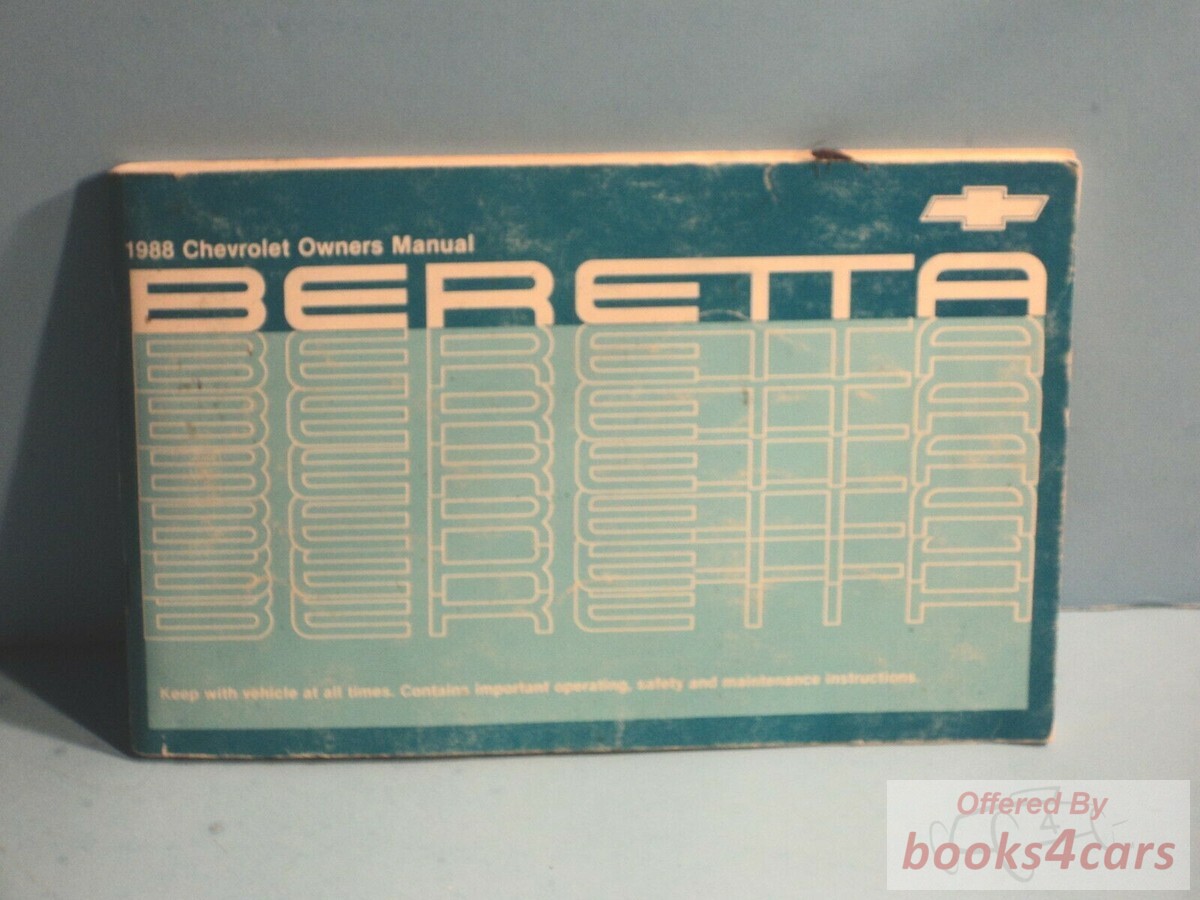 1988 Chevrolet Owners Manual
BERETTA
Keep with vehicle at all times. Contains important operating, safety and maintenance instructions.
Offered By
books4cars